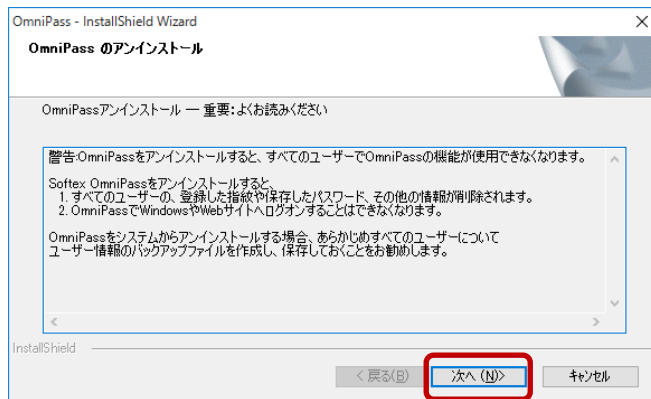 OmniPass - InstallShield Wizard
OmniPass のアンインストール
OmniPassアンインストール ー 重要:よくお読みください
警告:OmniPassをアンインストールすると、すべてのユーザーでOmniPassの機能が使用できなくなります。
Softex OmniPassをアンインストールすると、
1. すべてのユーザーの、登録した指紋や保存したパスワード、その他の情報が削除されます。
2. OmniPassでWindowsやWebサイトへログオンすることはできなくなります。
OmniPassをシステムからアンインストールする場合、あらかじめすべてのユーザーについて
ユーザー情報のバックアップファイルを作成し、保存しておくことをお勧めします。
InstallShield
< 戻る(B)
次へ (N)>
キャンセル